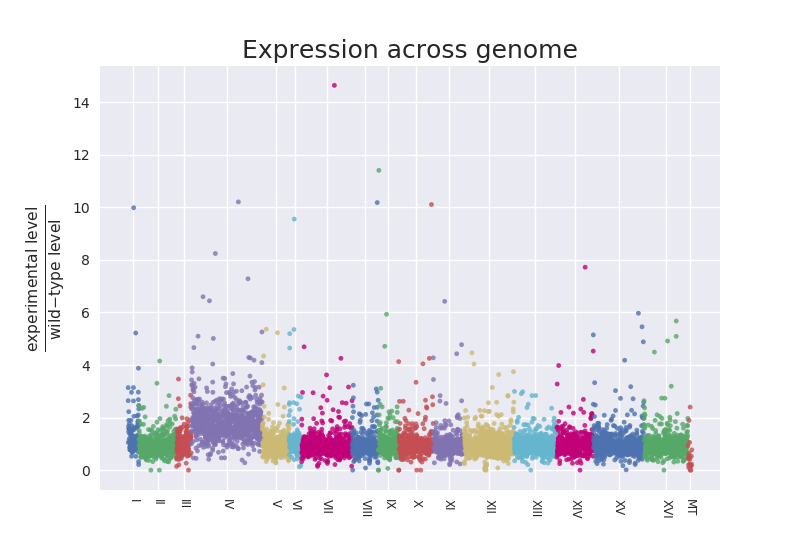 Expression across genome
experimental level
wild−type level
14
12
10
8
6
4
2
0
I
II
III
IV
V
VI
VII
VIII
IX
X
XI
XII
XIII
XIV
XV
XVI
MT